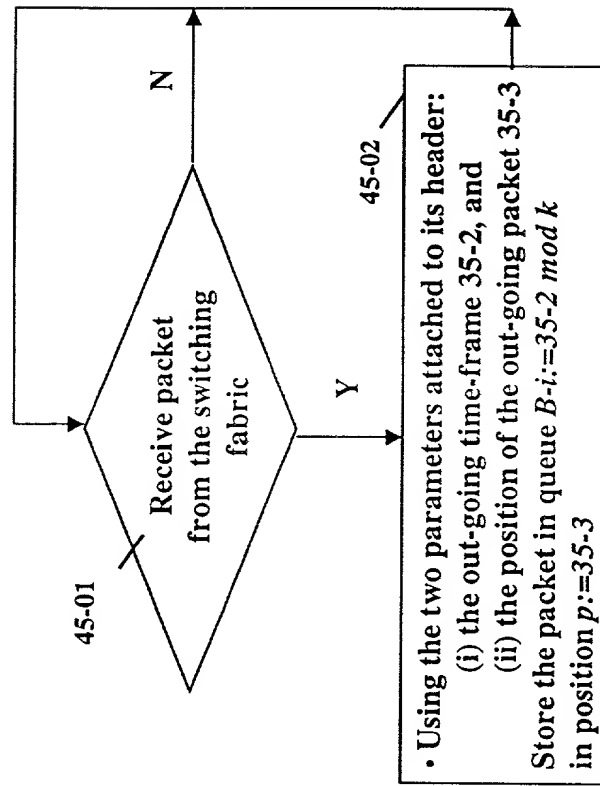 45-01
Receive packet
from the switching
fabric
N
Y
45-02
• Using the two parameters attached to its header:
(i) the out-going time-frame 35-2, and
(ii) the position of the out-going packet 35-3
Store the packet in queue B-i:=35-2 mod k
in position p:=35-3